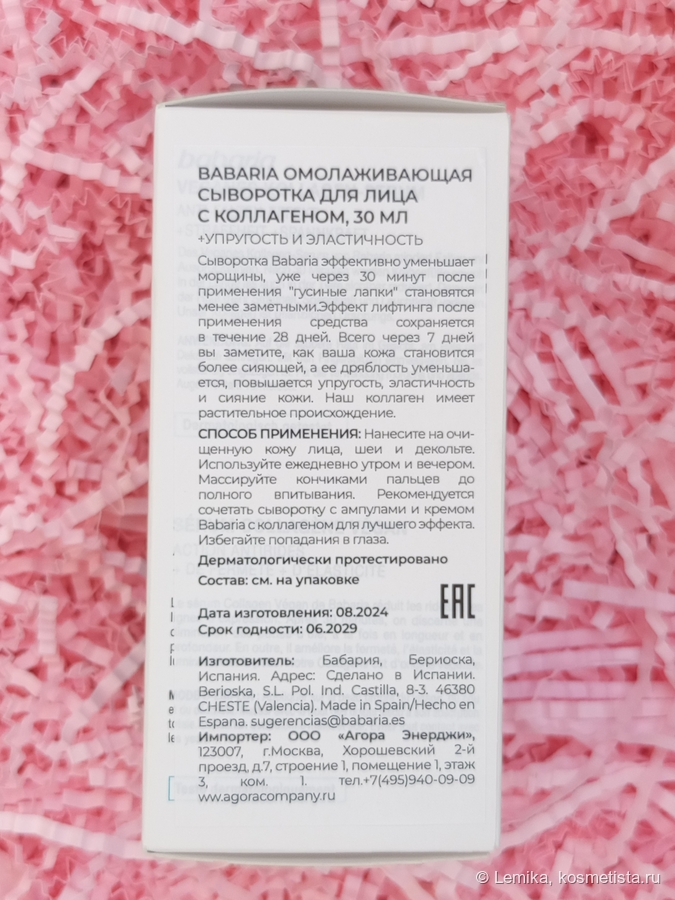 BABARIA ОМОЛАЖИВАЮЩАЯ
СЫВОРОТКА ДЛЯ ЛИЦА
С КОЛЛАГЕНОМ, 30 МЛ
+УПРУГОСТЬ И ЭЛАСТИЧНОСТЬ
Сыворотка Babaria эффективно уменьшает
морщины, уже через 30 минут после
применения "гусиные лапки" становятся
менее заметными.Эффект лифтинга после
применения средства сохраняется
в течение 28 дней. Всего через 7 дней
вы заметите, как ваша кожа становится
более сияющей, а ее дряблость уменьша-
ется, повышается упругость, эластичность
и сияние кожи. Наш коллаген имеет
растительное происхождение.
СПОСОБ ПРИМЕНЕНИЯ: Нанесите на очи-
щенную кожу лица, шеи и декольте.
Используйте ежедневно утром и вечером.
Массируйте кончиками пальцев до
полного впитывания. Рекомендуется
сочетать сыворотку с ампулами и кремом
Babaria с коллагеном для лучшего эффекта.
Избегайте попадания в глаза.
Дерматологически протестировано
Состав: см. на упаковке
EAC
Дата изготовления: 08.2024
Срок годности: 06.2029
Изготовитель: Бабария, Бериоска,
Испания. Адрес: Сделано в Испании.
Berioska, S.L. Pol. Ind. Castilla, 8-3. 46380
CHESTE (Valencia). Made in Spain/Hecho en
Espana. sugerencias@babaria.es
Импортер: ООО «Агора Энерджи»,
123007, г.Москва, Хорошевский 2-й
проезд, д.7, строение 1, помещение 1, этаж
3, ком. 1. тел.+7(495)940-09-09
www.agoracompany.ru
© Lemika, kosmetista.ru